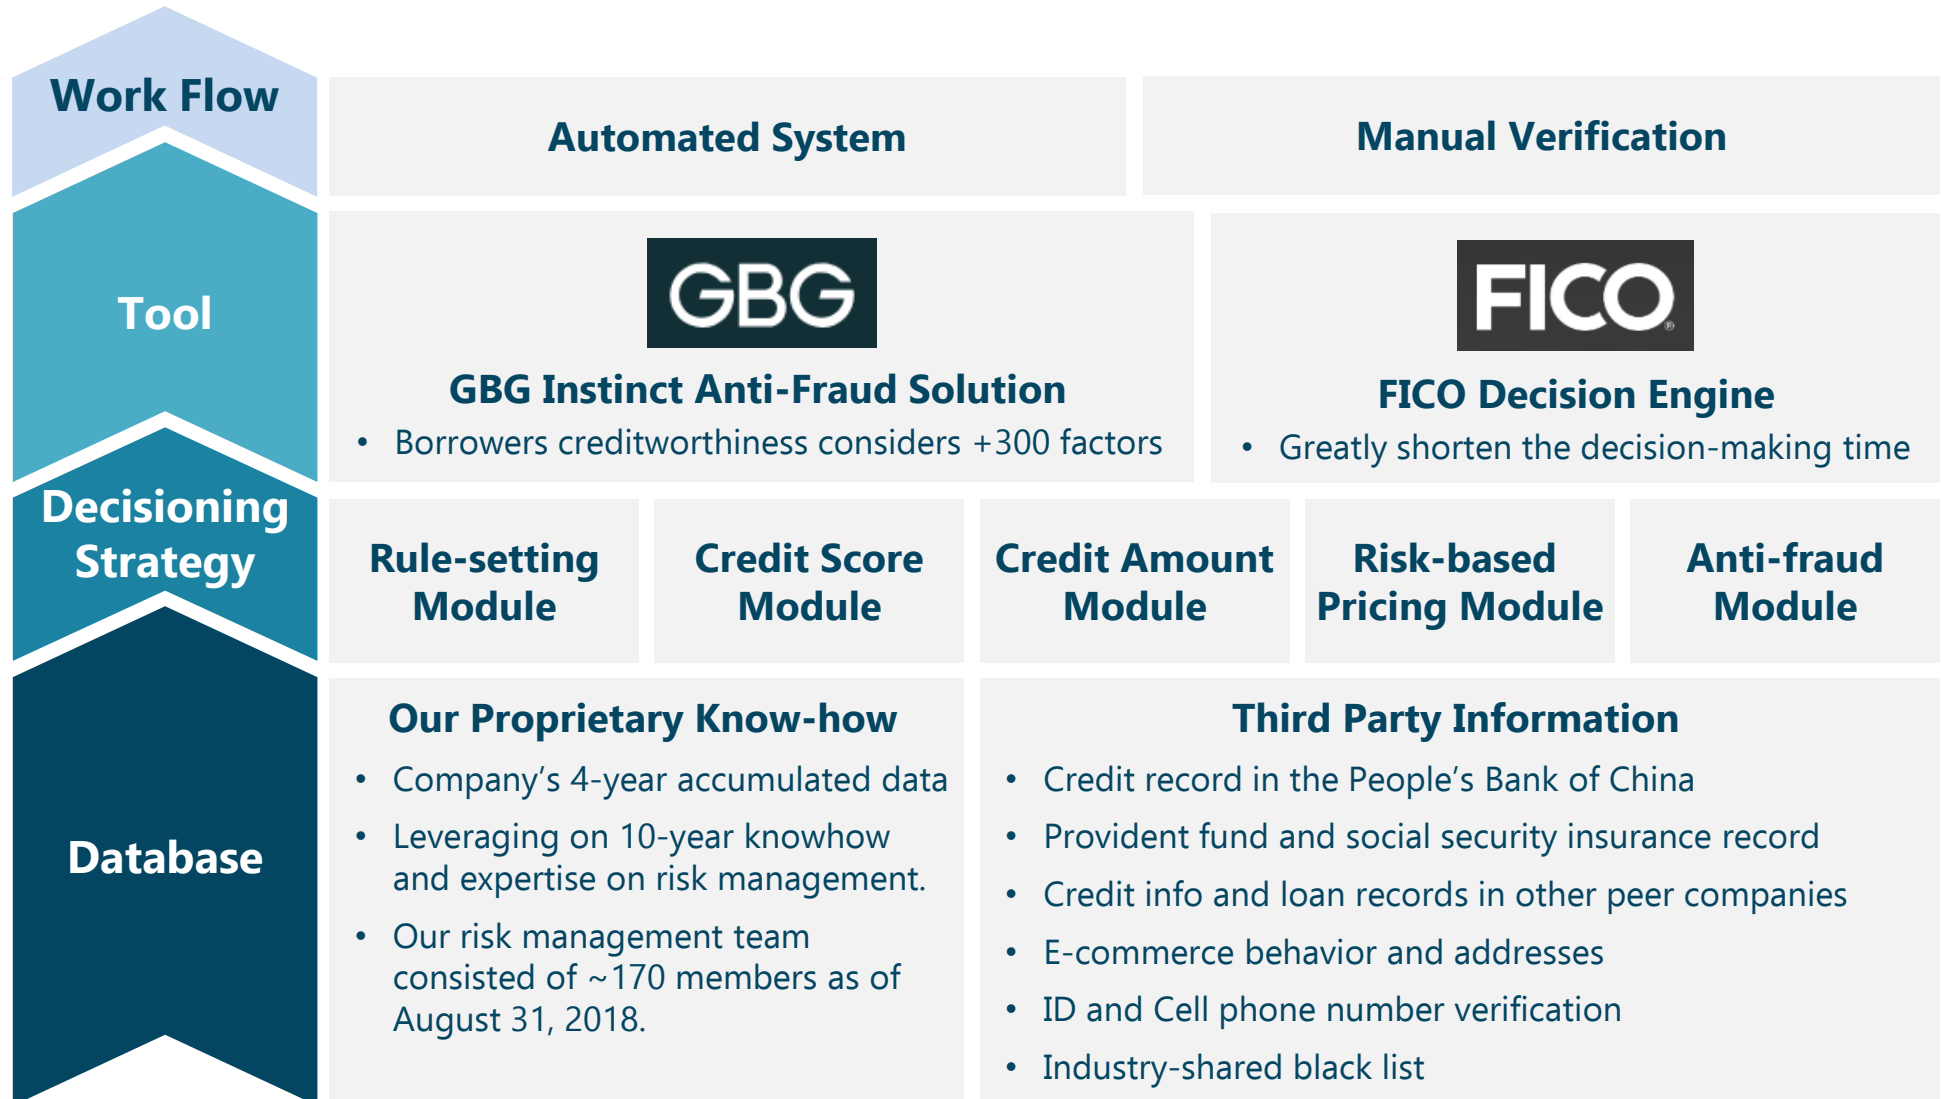 Work Flow
Automated System
Manual Verification
Tool
GBG
GBG Instinct Anti-Fraud Solution
• Borrowers creditworthiness considers +300 factors
FICO®
FICO Decision Engine
• Greatly shorten the decision-making time
Decisioning
Strategy
Rule-setting
Module
Credit Score
Module
Credit Amount
Module
Risk-based
Pricing Module
Anti-fraud
Module
Database
Our Proprietary Know-how
• Company’s 4-year accumulated data
• Leveraging on 10-year knowhow
and expertise on risk management.
• Our risk management team
consisted of ~170 members as of
August 31, 2018.
Third Party Information
• Credit record in the People’s Bank of China
• Provident fund and social security insurance record
• Credit info and loan records in other peer companies
• E-commerce behavior and addresses
• ID and Cell phone number verification
• Industry-shared black list